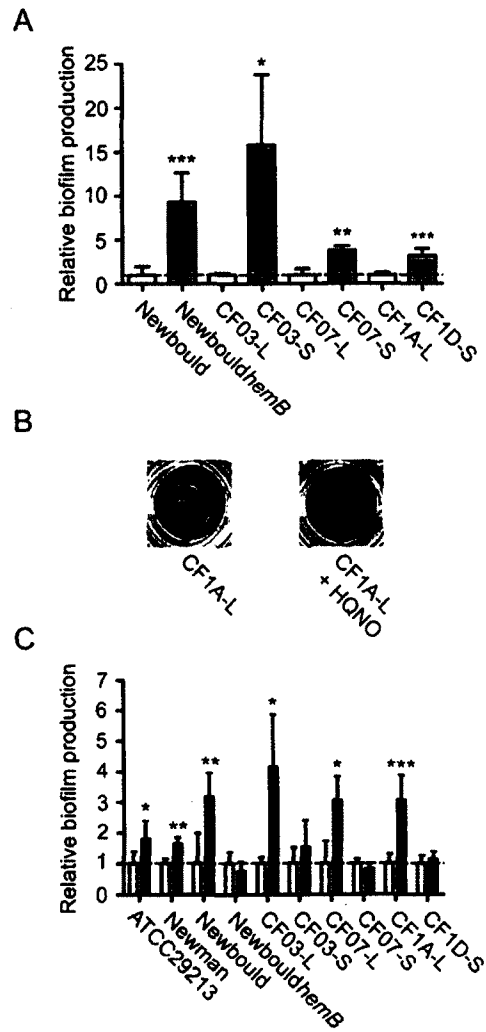 A
Relative biofilm production
25
20
15
10
5
0
***
*
**
***
Newbould
NewbouldhemB
CF03-L
CF03-S
CF07-L
CF07-S
CF1A-L
CF1D-S
B
CF1A-L
CF1A-L
+ HQNO
C
Relative biofilm production
7
6
5
4
3
2
1
0
*
**
**
*
*
***
ATCC29213
Newman
Newbould
NewbouldhemB
CF03-L
CF03-S
CF07-L
CF07-S
CF1A-L
CF1D-S